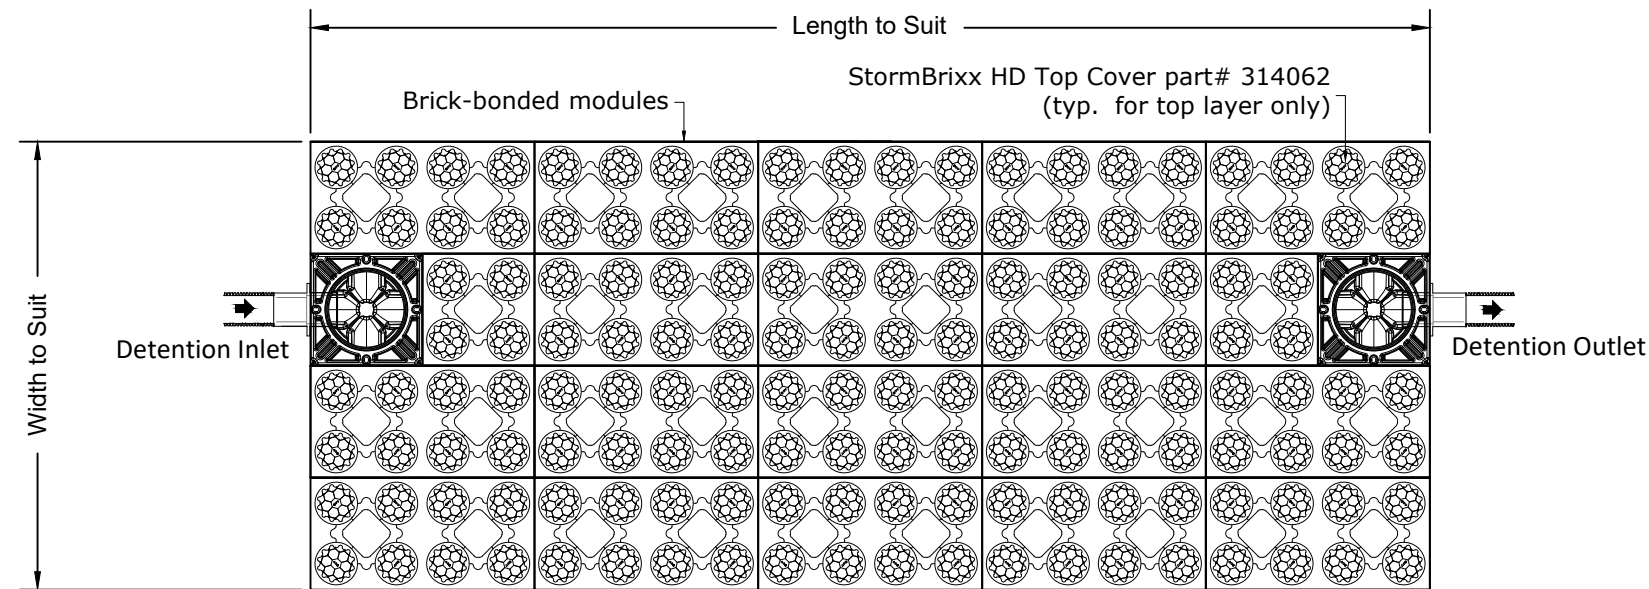 Length to Suit
StormBrixx HD Top Cover part# 314062
(typ. for top layer only)
Brick-bonded modules
Width to Suit
Detention Inlet
Detention Outlet